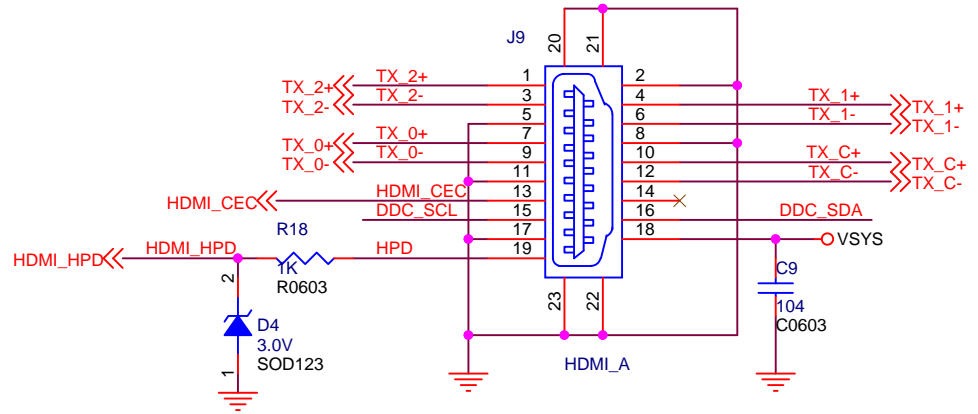 J9
20
21
TX_2+ TX_2+ 1 2
TX_2- TX_2- 3 4 TX_1+ TX_1+
5 6 TX_1- TX_1-
TX_0+ TX_0+ 7 8
TX_0- TX_0- 9 10 TX_C+ TX_C+
11 12 TX_C- TX_C-
HDMI_CEC HDMI_CEC 13 14
DDC_SCL 15 16 DDC_SDA
R18 17 18 VSYS
HDMI_HPD HDMI_HPD HPD 19
1K
R0603
C9
104
C0603
2
D4
3.0V
SOD123
1
23
22
HDMI_A